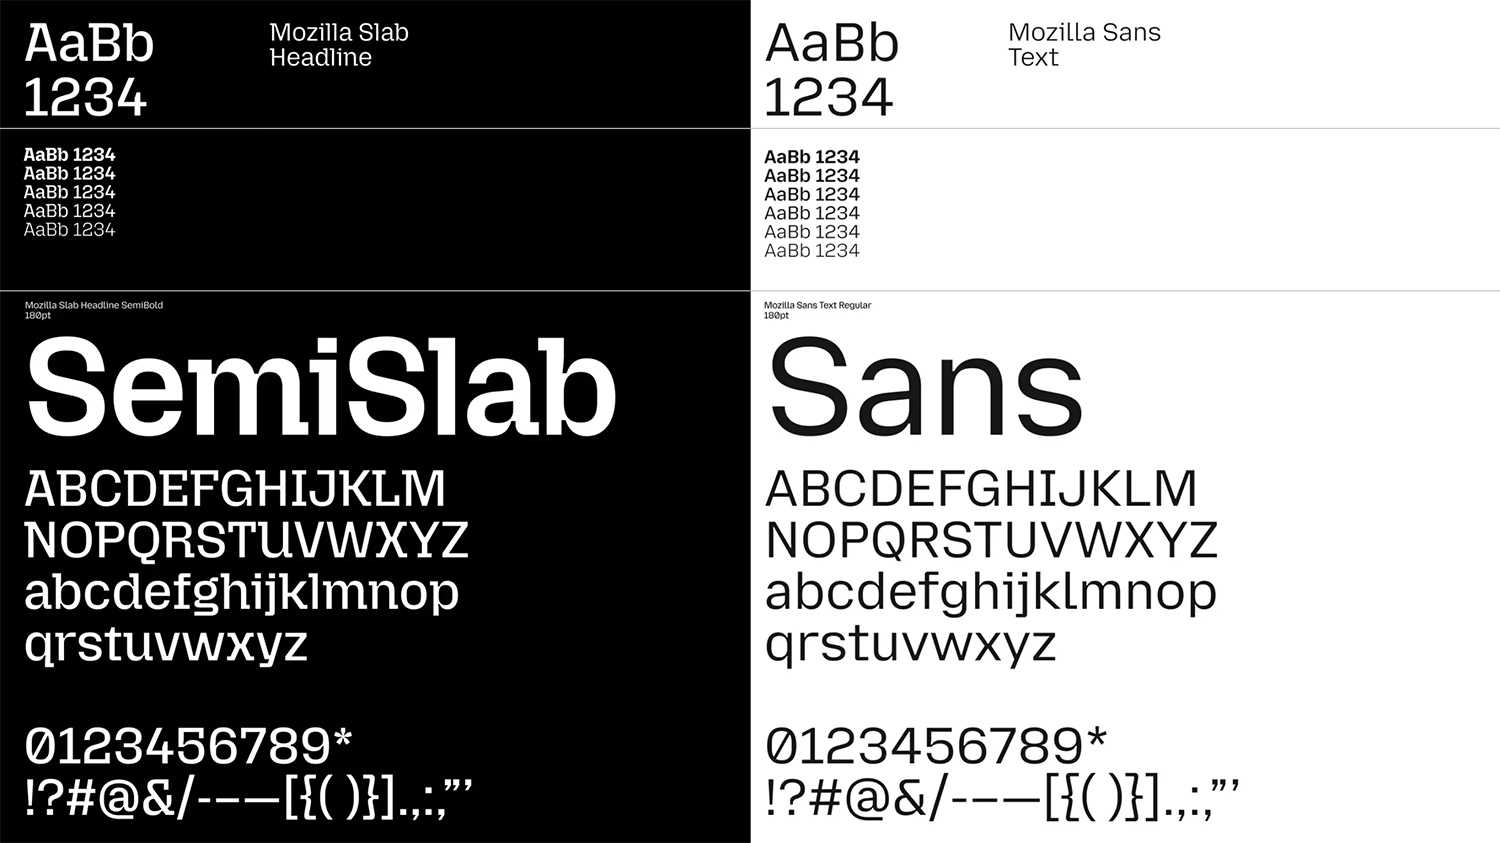 AaBb
1234
Mozilla Slab
Headline
AaBb 1234
AaBb 1234
AaBb 1234
AaBb 1234
AaBb 1234
Mozilla Slab Headline SemiBold
180pt
SemiSlab
ABCDEFGHIJKLM
NOPQRSTUVWXYZ
abcdefghijklmnop
qrstuvwxyz
0123456789*
!?#@&/-–—[{( )}].,:,”’
AaBb
1234
Mozilla Sans
Text
AaBb 1234
AaBb 1234
AaBb 1234
AaBb 1234
AaBb 1234
AaBb 1234
Mozilla Sans Text Regular
180pt
Sans
ABCDEFGHIJKLM
NOPQRSTUVWXYZ
abcdefghijklmnop
qrstuvwxyz
0123456789*
!?#@&/-–—[{( )}].,:,”’